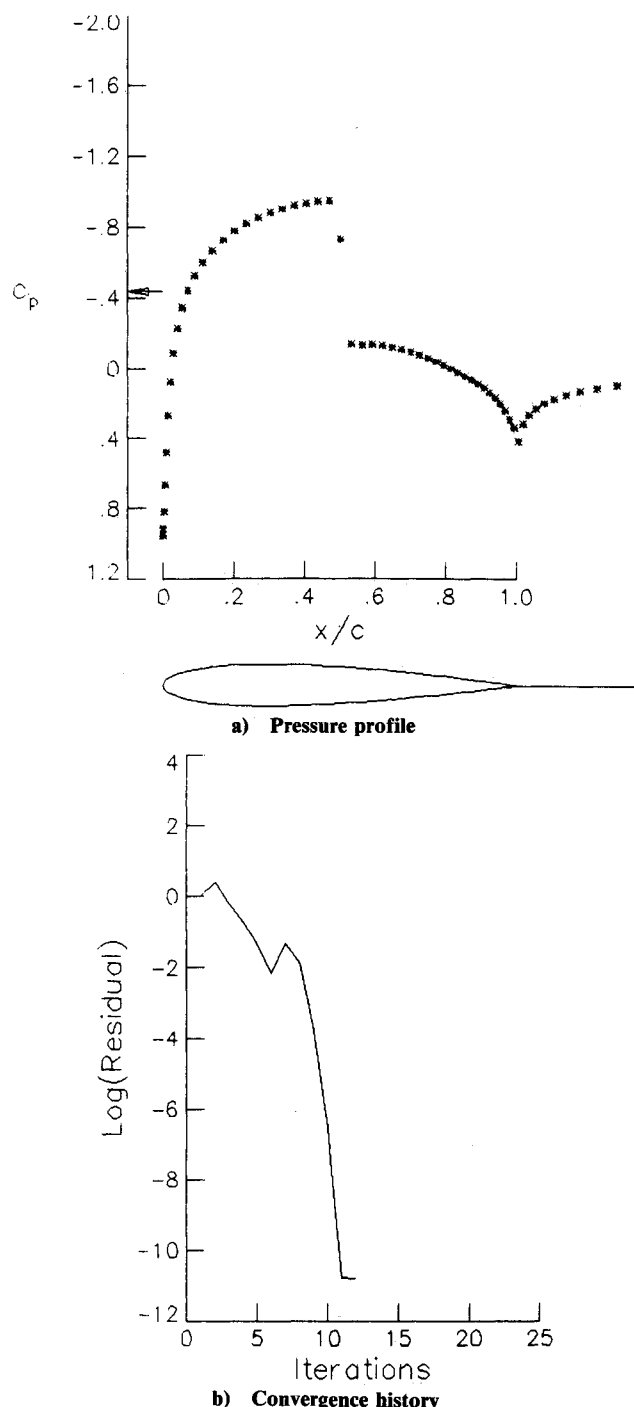 -2.0
-1.6
-1.2
-.8
-.4
0
.4
.8
1.2
Cp
0 .2 .4 .6 .8 1.0
x/c
a) Pressure profile
4
2
0
-2
-4
-6
-8
-10
-12
Log(Residual)
0 5 10 15 20 25
Iterations
b) Convergence history